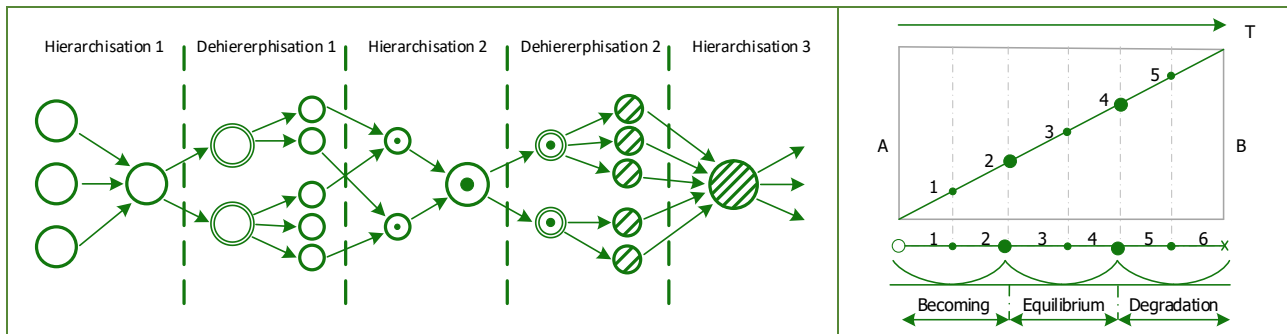 Hierarchisation 1 Dehiererphisation 1 Hierarchisation 2 Dehiererphisation 2 Hierarchisation 3
T
5
4
3
A B
2
1
1 2 3 4 5 6 x
Becoming Equilibrium Degradation